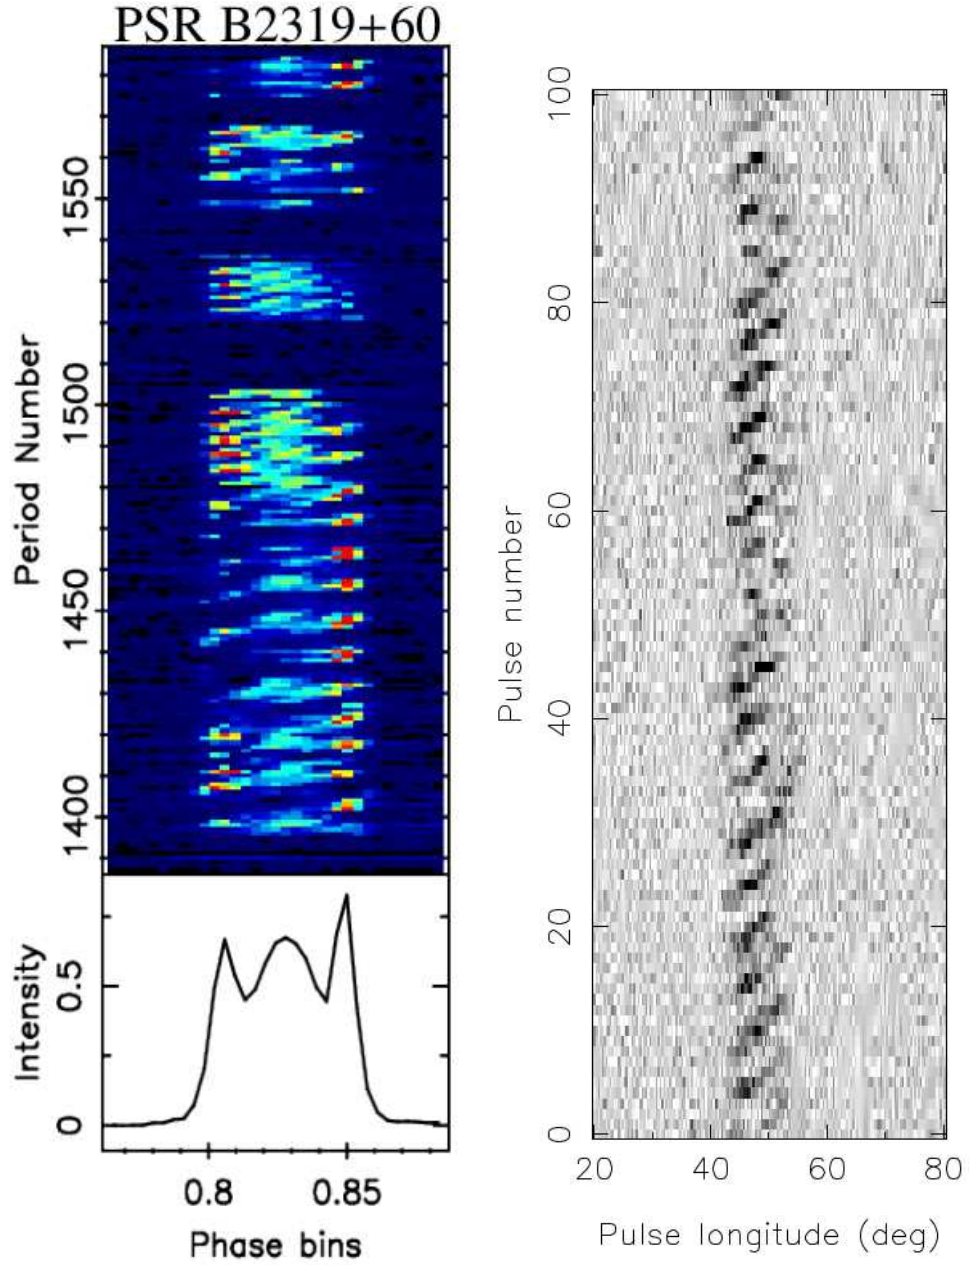 PSR B2319+60
Period Number
1550
1500
1450
1400
Intensity
0.5
0
0.8 0.85
Phase bins
Pulse number
100
80
60
40
20
0
20 40 60 80
Pulse longitude (deg)